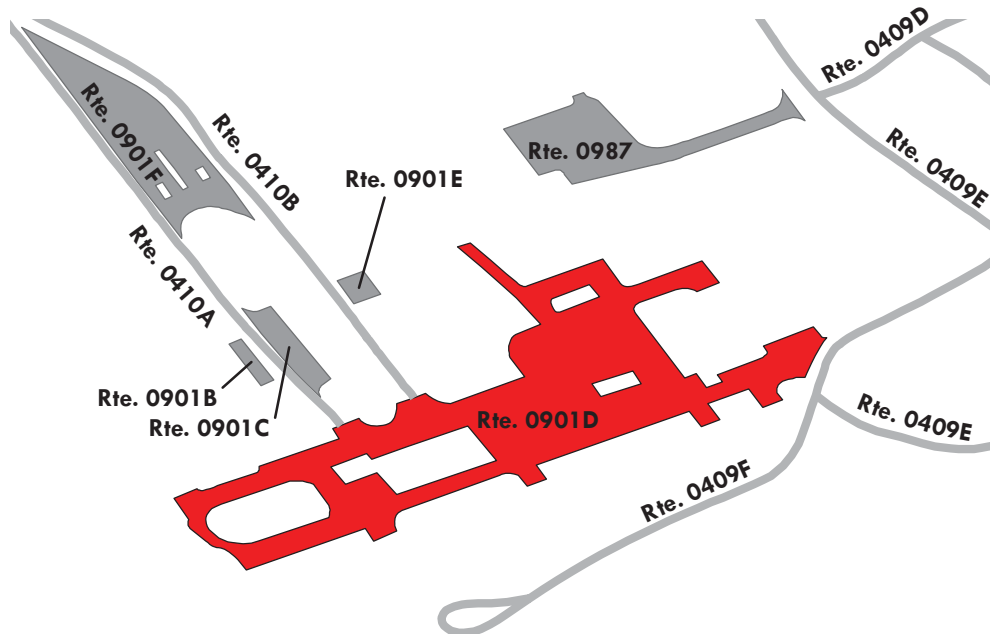 Rte. 0409D
Rte. 0901F
Rte. 0410B
Rte. 0987
Rte. 0409E
Rte. 0901E
Rte. 0410A
Rte. 0901B
Rte. 0901C
Rte. 0901D
Rte. 0409E
Rte. 0409F